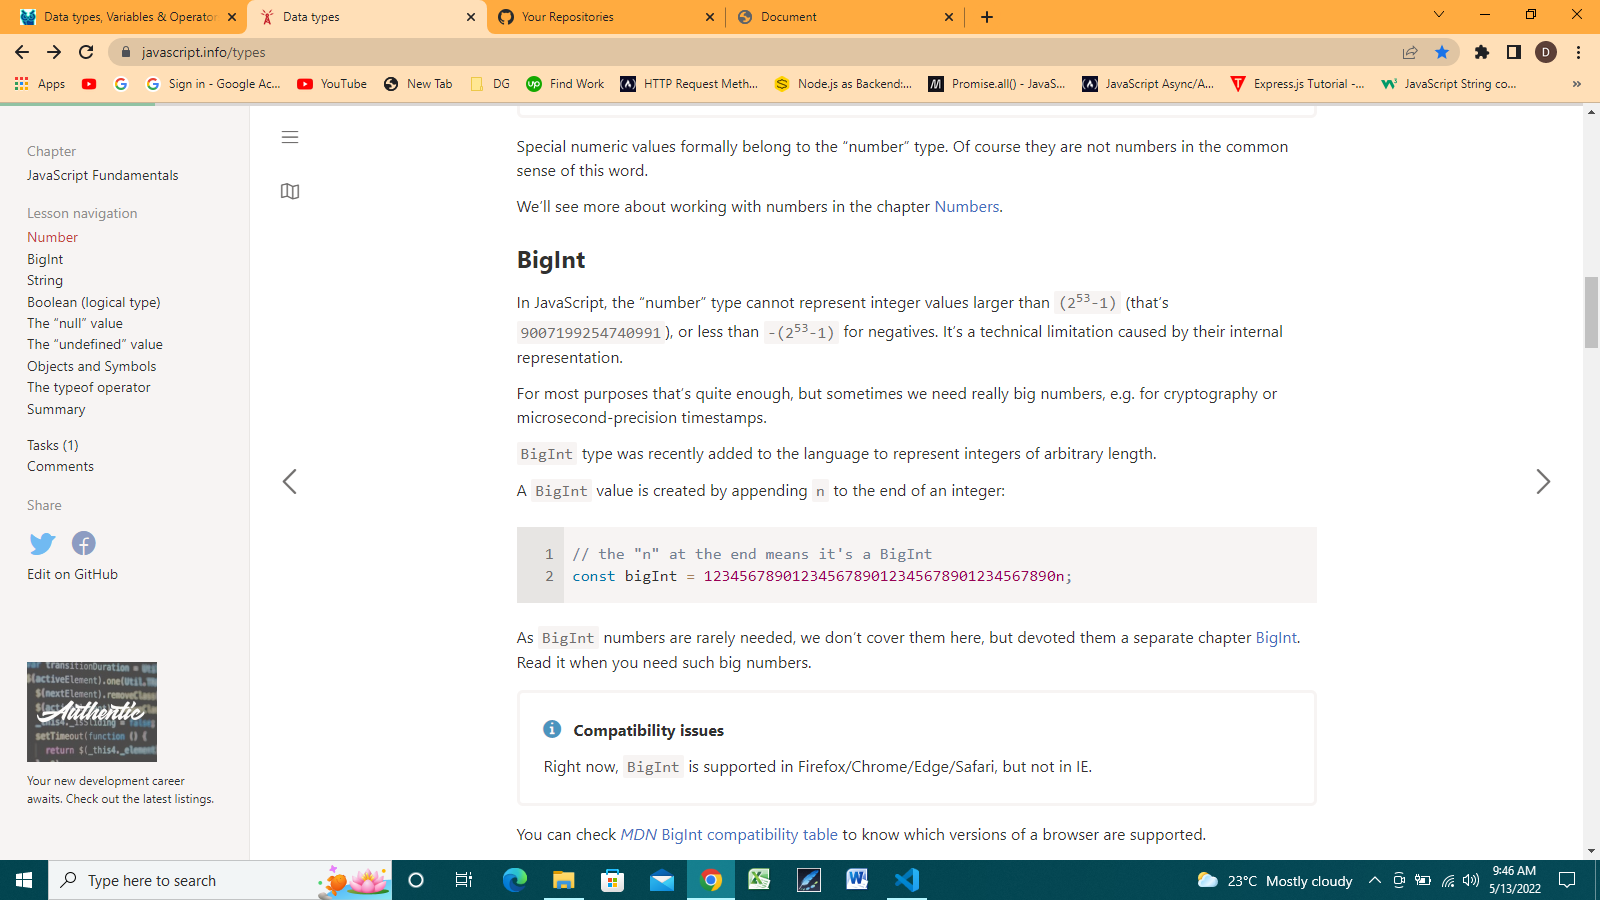 Data types, Variables & Operator
Data types
Your Repositories
Document
javascript.info/types
D
Apps
Sign in - Google Ac...
YouTube
New Tab
DG
Find Work
HTTP Request Meth...
Node.js as Backend:...
Promise.all() - JavaS...
JavaScript Async/A...
Express.js Tutorial -...
JavaScript String co...
»
Chapter
JavaScript Fundamentals
Lesson navigation
Number
BigInt
String
Boolean (logical type)
The “null” value
The “undefined” value
Objects and Symbols
The typeof operator
Summary
Tasks (1)
Comments
Share
Edit on GitHub
Authentic
Your new development career
awaits. Check out the latest listings.
Special numeric values formally belong to the “number” type. Of course they are not numbers in the common
sense of this word.
We’ll see more about working with numbers in the chapter Numbers.
BigInt
In JavaScript, the “number” type cannot represent integer values larger than (2⁵³-1) (that’s
9007199254740991), or less than -(2⁵³-1) for negatives. It’s a technical limitation caused by their internal
representation.
For most purposes that’s quite enough, but sometimes we need really big numbers, e.g. for cryptography or
microsecond-precision timestamps.
BigInt type was recently added to the language to represent integers of arbitrary length.
A BigInt value is created by appending n to the end of an integer:
1 // the "n" at the end means it's a BigInt
2 const bigInt = 1234567890123456789012345678901234567890n;
As BigInt numbers are rarely needed, we don’t cover them here, but devoted them a separate chapter BigInt.
Read it when you need such big numbers.
Compatibility issues
Right now, BigInt is supported in Firefox/Chrome/Edge/Safari, but not in IE.
You can check MDN BigInt compatibility table to know which versions of a browser are supported.
Type here to search
23°C Mostly cloudy
9:46 AM
5/13/2022